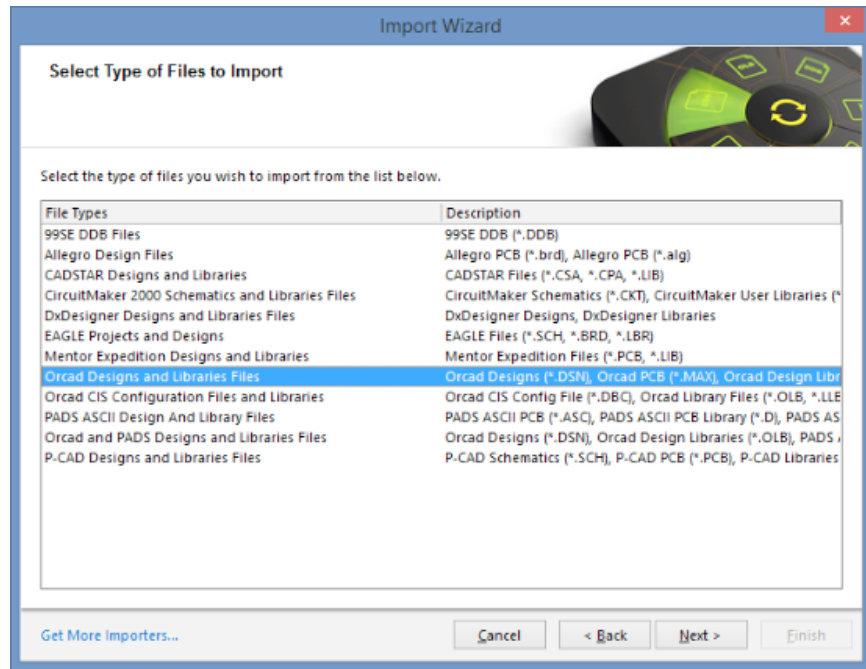 Import Wizard
Select Type of Files to Import
Select the type of files you wish to import from the list below.
File Types Description
99SE DDB Files 99SE DDB (*.DDB)
Allegro Design Files Allegro PCB (*.brd), Allegro PCB (*.alg)
CADSTAR Designs and Libraries CADSTAR Files (*.CSA, *.CPA, *.LIB)
CircuitMaker 2000 Schematics and Libraries Files CircuitMaker Schematics (*.CKT), CircuitMaker User Libraries (*
DxDesigner Designs and Libraries Files DxDesigner Designs, DxDesigner Libraries
EAGLE Projects and Designs EAGLE Files (*.SCH, *.BRD, *.LBR)
Mentor Expedition Designs and Libraries Mentor Expedition Files (*.PCB, *.LIB)
Orcad Designs and Libraries Files Orcad Designs (*.DSN), Orcad PCB (*.MAX), Orcad Design Libr
Orcad CIS Configuration Files and Libraries Orcad CIS Config File (*.DBC), Orcad Library Files (*.OLB, *.LLE
PADS ASCII Design And Library Files PADS ASCII PCB (*.ASC), PADS ASCII PCB Library (*.D), PADS AS
Orcad and PADS Designs and Libraries Files Orcad Designs (*.DSN), Orcad Design Libraries (*.OLB), PADS
P-CAD Designs and Libraries Files P-CAD Schematics (*.SCH), P-CAD PCB (*.PCB), P-CAD Libraries
Get More Importers... Cancel < Back Next > Finish